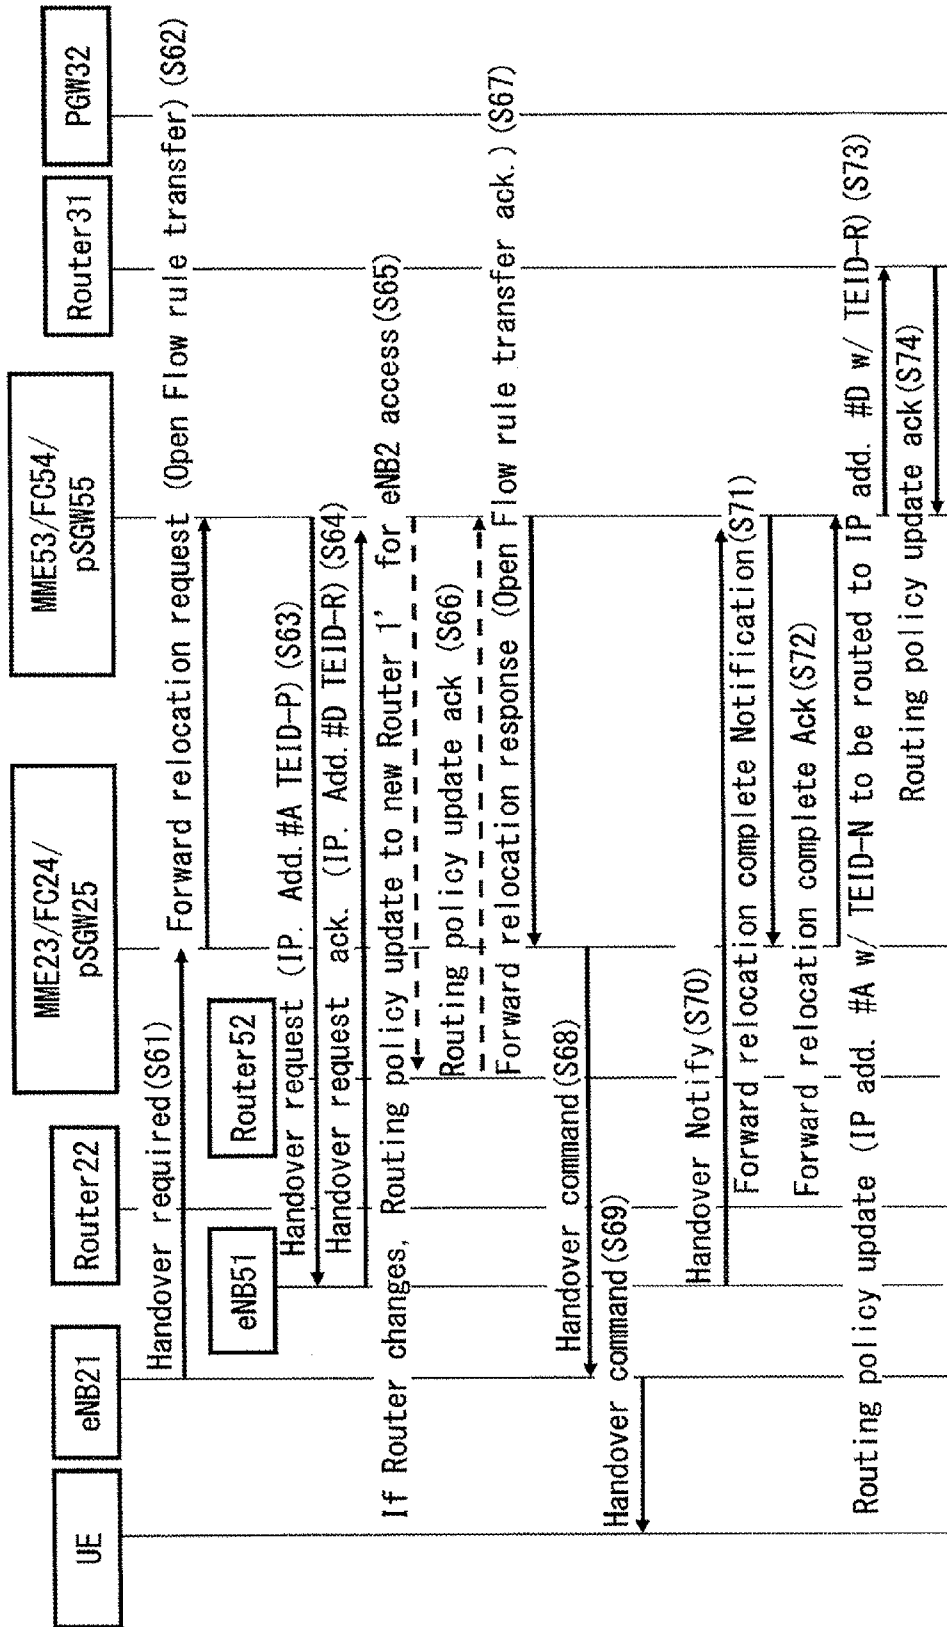 UE
eNB21
Router22
MME23/FC24/
pSGW25
MME53/FC54/
pSGW55
Router31
PGW32
Handover required(S61)
Forward relocation request (Open Flow rule transfer)(S62)
eNB51
Router52
Handover request (IP. Add.#A TEID-P)(S63)
Handover request ack. (IP. Add.#D TEID-R)(S64)
If Router changes, Routing policy update to new Router 1' for eNB2 access(S65)
Routing policy update ack (S66)
Forward relocation response (Open Flow rule transfer ack.)(S67)
Handover command(S68)
Handover command(S69)
Handover Notify(S70)
Forward relocation complete Notification(S71)
Forward relocation complete Ack(S72)
Routing policy update (IP add. #A w/ TEID-N to be routed to IP add. #D w/ TEID-R)(S73)
Routing policy update ack(S74)